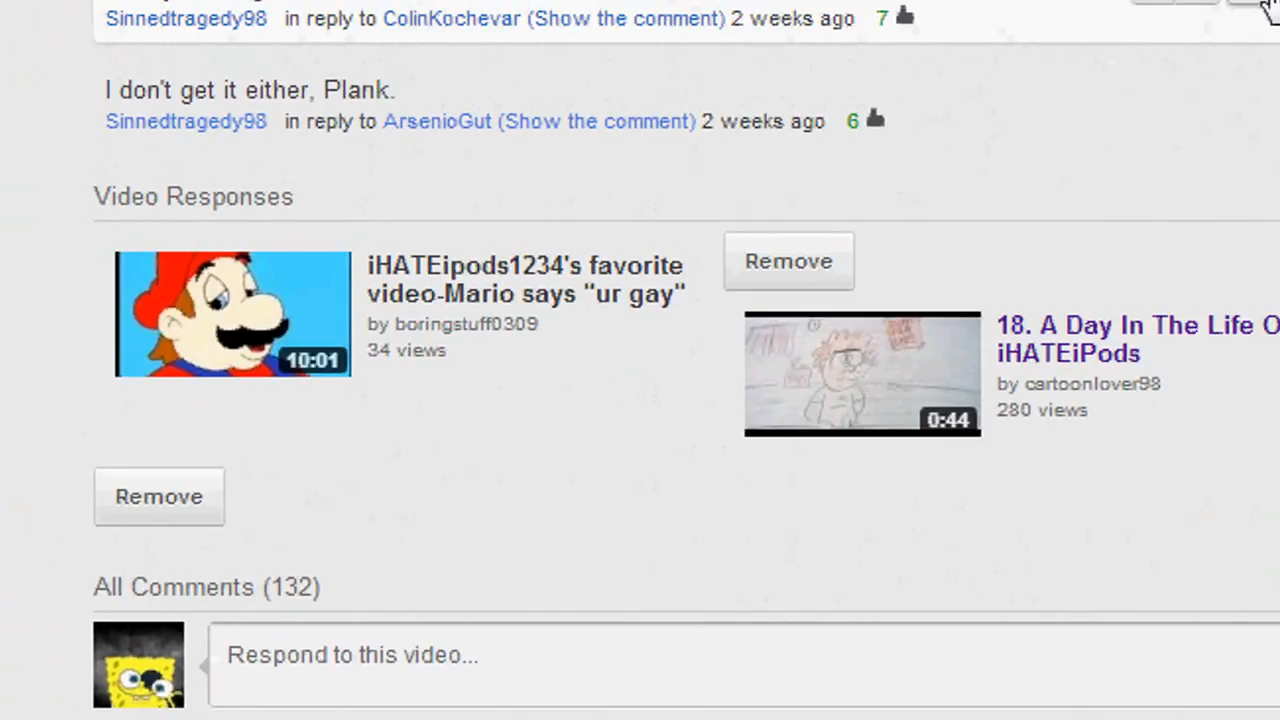 Sinnedtragedy98 in reply to ColinKochevar (Show the comment) 2 weeks ago 7
I don't get it either, Plank.
Sinnedtragedy98 in reply to ArsenioGut (Show the comment) 2 weeks ago 6
Video Responses
10:01
iHATEipods1234's favorite
video-Mario says "ur gay"
by boringstuff0309
34 views
Remove
0:44
18. A Day In The Life O
iHATEiPods
by cartoonlover98
280 views
Remove
All Comments (132)
Respond to this video...